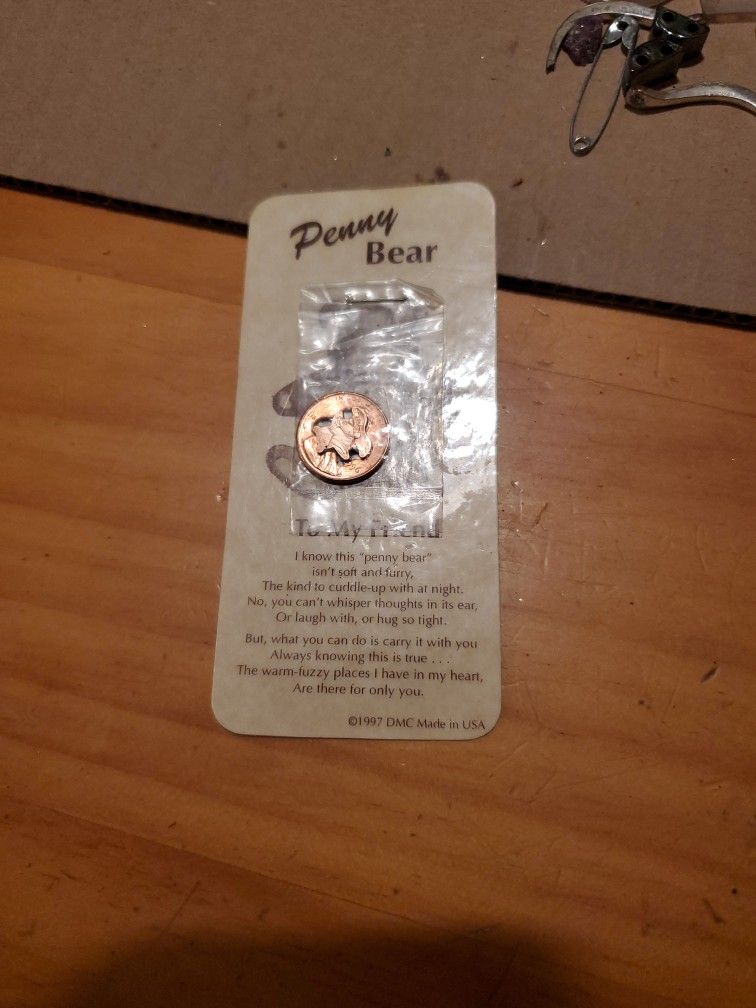 Penny
Bear
To My Friend
I know this "penny bear"
isn't soft and furry,
The kind to cuddle-up with at night.
No, you can't whisper thoughts in its ear,
Or laugh with, or hug so tight.
But, what you can do is carry it with you
Always knowing this is true . . .
The warm-fuzzy places I have in my heart,
Are there for only you.
©1997 DMC Made in USA